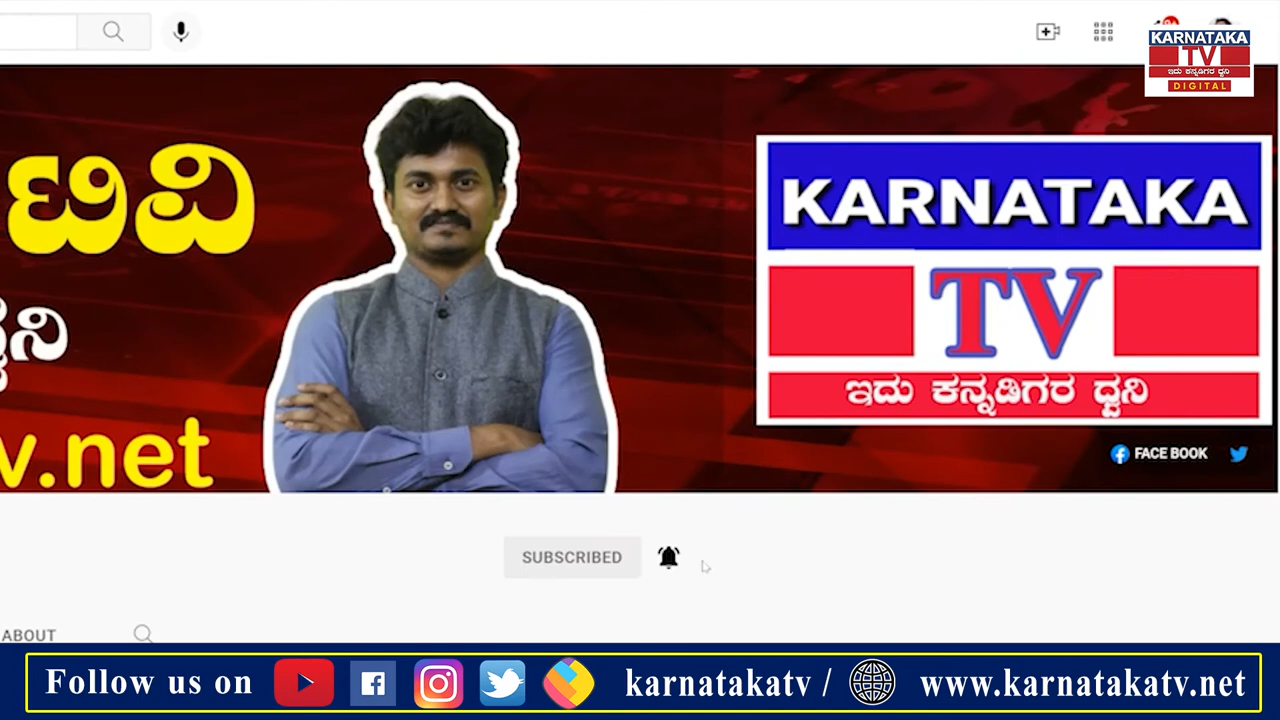 KARNATAKA
TV
ಇದು ಕನ್ನಡಿಗರ ಧ್ವನಿ
DIGITAL
ಟಿವಿ
KARNATAKA
TV
ಇದು ಕನ್ನಡಿಗರ ಧ್ವನಿ
v.net
FACE BOOK
SUBSCRIBED
ABOUT
Follow us on karnatakatv / www.karnatakatv.net